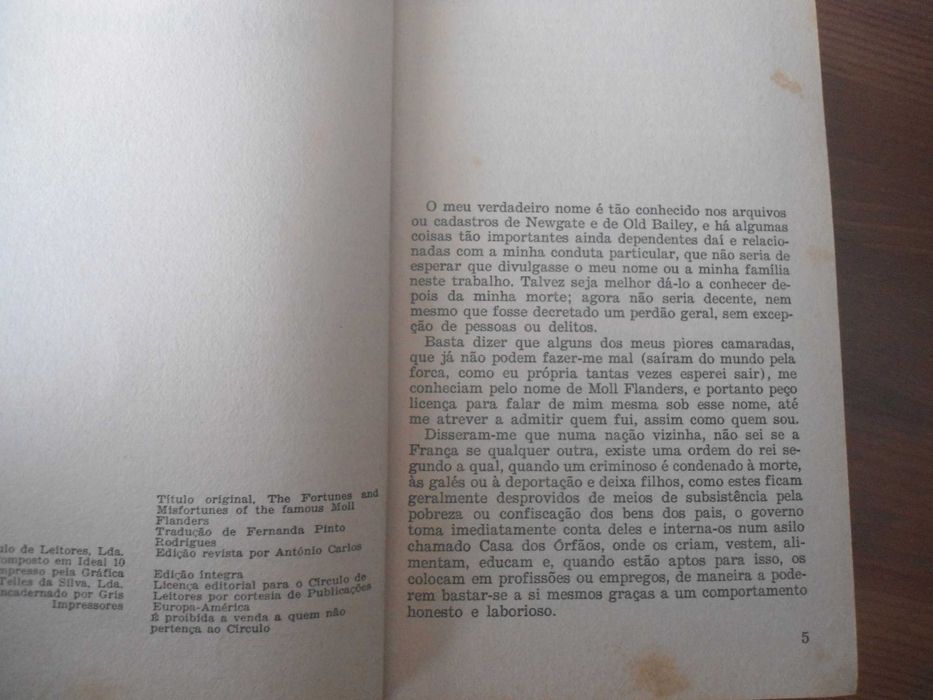 ulo de Leitores, Lda.
omposto em Ideal 10
mpresso pela Gráfica
Telles da Silva, Lda.
ncadernado por Gris
Impressores
Título original, The Fortunes and
Misfortunes of the famous Moll
Flanders
Tradução de Fernanda Pinto
Rodrigues
Edição revista por António Carlos
Edição íntegra
Licença editorial para o Círculo de
Leitores por cortesia de Publicações
Europa-América
É proibida a venda a quem não
pertença ao Círculo
O meu verdadeiro nome é tão conhecido nos arquivos
ou cadastros de Newgate e de Old Bailey, e há algumas
coisas tão importantes ainda dependentes daí e relacio-
nadas com a minha conduta particular, que não seria de
esperar que divulgasse o meu nome ou a minha família
neste trabalho. Talvez seja melhor dá-lo a conhecer de-
pois da minha morte; agora não seria decente, nem
mesmo que fosse decretado um perdão geral, sem excep-
ção de pessoas ou delitos.
Basta dizer que alguns dos meus piores camaradas,
que já não podem fazer-me mal (saíram do mundo pela
forca, como eu própria tantas vezes esperei sair), me
conheciam pelo nome de Moll Flanders, e portanto peço
licença para falar de mim mesma sob esse nome, até
me atrever a admitir quem fui, assim como quem sou.
Disseram-me que numa nação vizinha, não sei se a
França se qualquer outra, existe uma ordem do rei se-
gundo a qual, quando um criminoso é condenado à morte,
às galés ou à deportação e deixa filhos, como estes ficam
geralmente desprovidos de meios de subsistência pela
pobreza ou confiscação dos bens dos pais, o governo
toma imediatamente conta deles e interna-os num asilo
chamado Casa dos Órfãos, onde os criam, vestem, ali-
mentam, educam e, quando estão aptos para isso, os
colocam em profissões ou empregos, de maneira a pode-
rem bastar-se a si mesmos graças a um comportamento
honesto e laborioso.
5